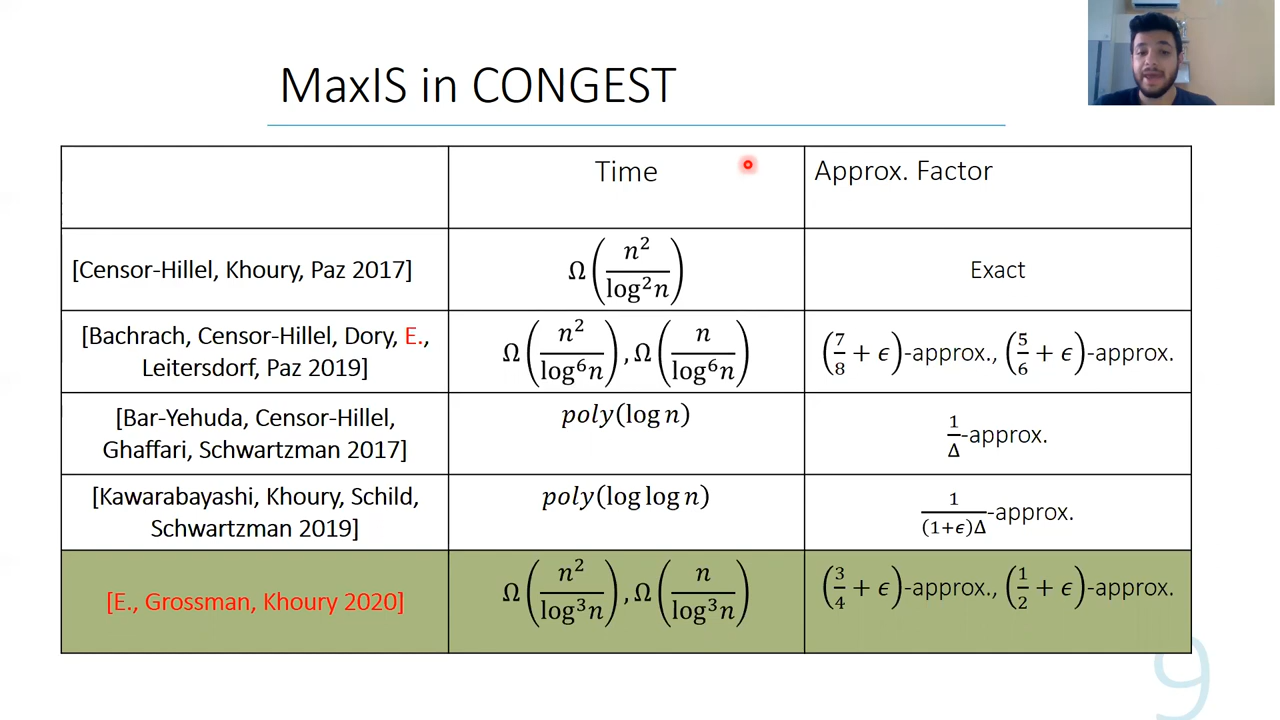 MaxIS in CONGEST
Time
Approx. Factor
[Censor-Hillel, Khoury, Paz 2017]
Ω(n²/log²n)
Exact
[Bachrach, Censor-Hillel, Dory, E.,
Leitersdorf, Paz 2019]
Ω(n²/log⁶n), Ω(n/log⁶n)
(7/8 + ϵ)-approx., (5/6 + ϵ)-approx.
[Bar-Yehuda, Censor-Hillel,
Ghaffari, Schwartzman 2017]
poly(log n)
1/Δ-approx.
[Kawarabayashi, Khoury, Schild,
Schwartzman 2019]
poly(log log n)
1/((1+ϵ)Δ)-approx.
[E., Grossman, Khoury 2020]
Ω(n²/log³n), Ω(n/log³n)
(3/4 + ϵ)-approx., (1/2 + ϵ)-approx.
9